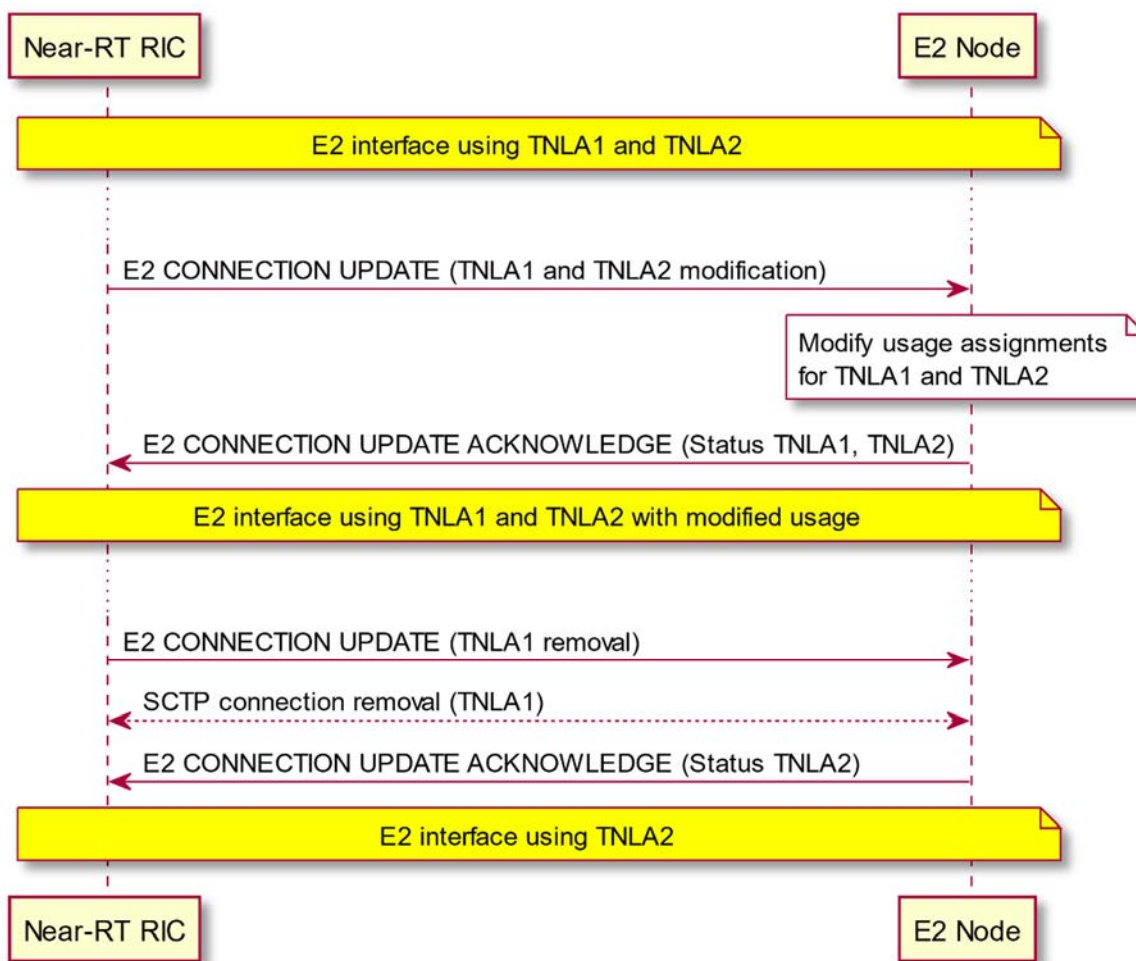 Near-RT RIC
E2 Node
E2 interface using TNLA1 and TNLA2
E2 CONNECTION UPDATE (TNLA1 and TNLA2 modification)
Modify usage assignments
for TNLA1 and TNLA2
E2 CONNECTION UPDATE ACKNOWLEDGE (Status TNLA1, TNLA2)
E2 interface using TNLA1 and TNLA2 with modified usage
E2 CONNECTION UPDATE (TNLA1 removal)
SCTP connection removal (TNLA1)
E2 CONNECTION UPDATE ACKNOWLEDGE (Status TNLA2)
E2 interface using TNLA2
Near-RT RIC
E2 Node